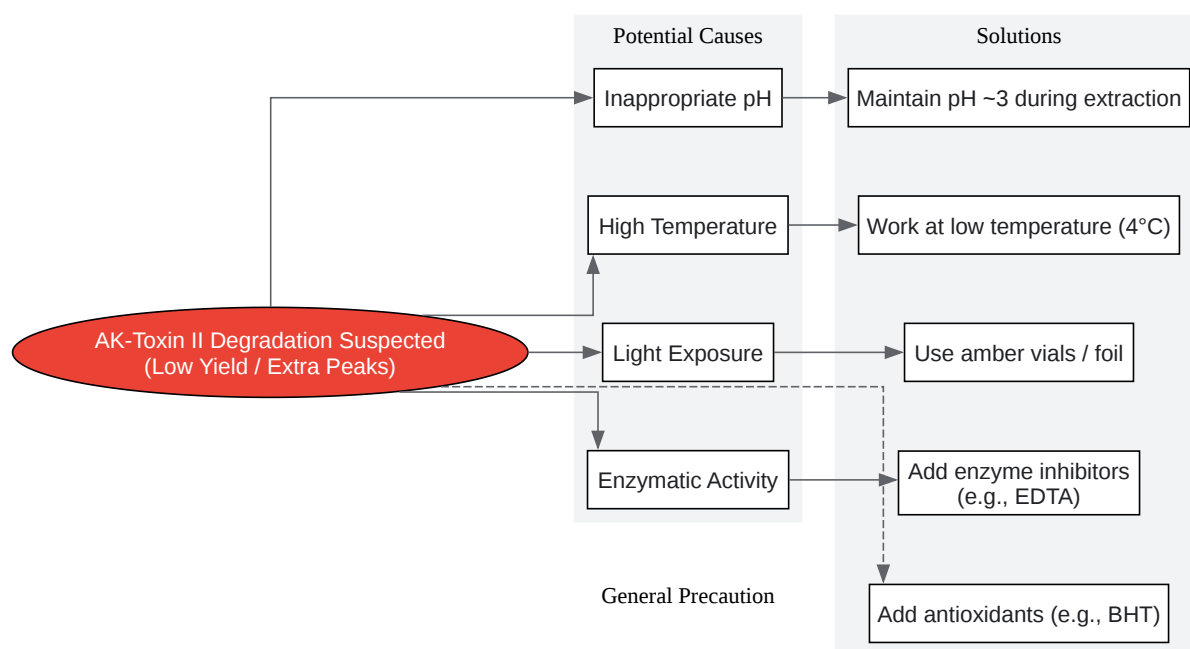 Potential Causes
Solutions
Inappropriate pH
Maintain pH ~3 during extraction
High Temperature
Work at low temperature (4°C)
AK-Toxin II Degradation Suspected
(Low Yield / Extra Peaks)
Light Exposure
Use amber vials / foil
Enzymatic Activity
Add enzyme inhibitors
(e.g., EDTA)
General Precaution
Add antioxidants (e.g., BHT)